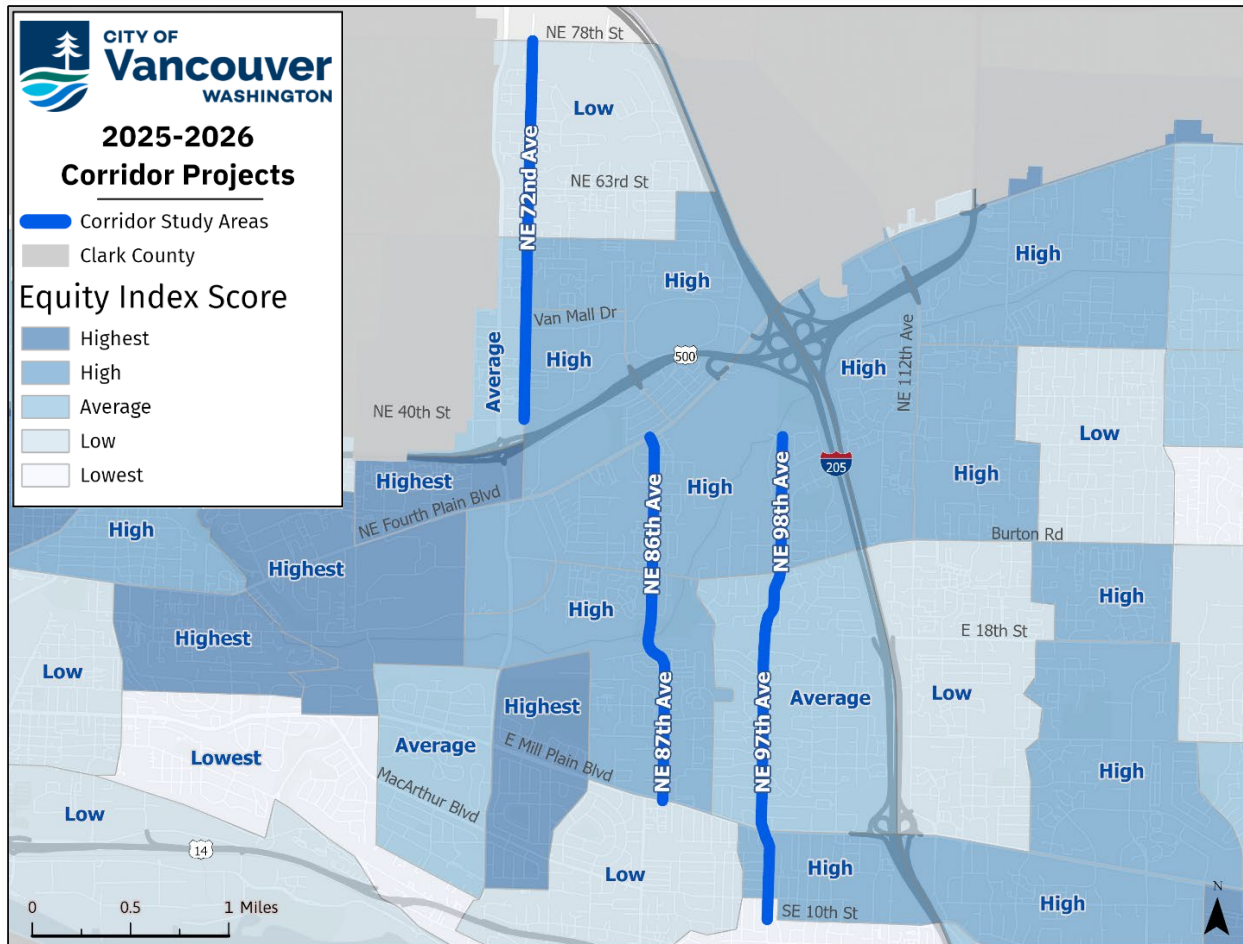 CITY OF
Vancouver
WASHINGTON
2025-2026
Corridor Projects
Corridor Study Areas
Clark County
Equity Index Score
Highest
High
Average
Low
Lowest
NE 78th St
Low
NE 72nd Ave
NE 63rd St
High
High
Van Mall Dr
Average
High
500
High
NE 112th Ave
NE 40th St
Low
205
Highest
High
High
NE Fourth Plain Blvd
NE 86th Ave
NE 98th Ave
High
Burton Rd
Highest
High
High
Highest
E 18th St
Low
Low
Highest
Average
NE 87th Ave
NE 97th Ave
Average
E Mill Plain Blvd
Lowest
MacArthur Blvd
High
Low
14
Low
High
High
SE 10th St
0 0.5 1 Miles
N